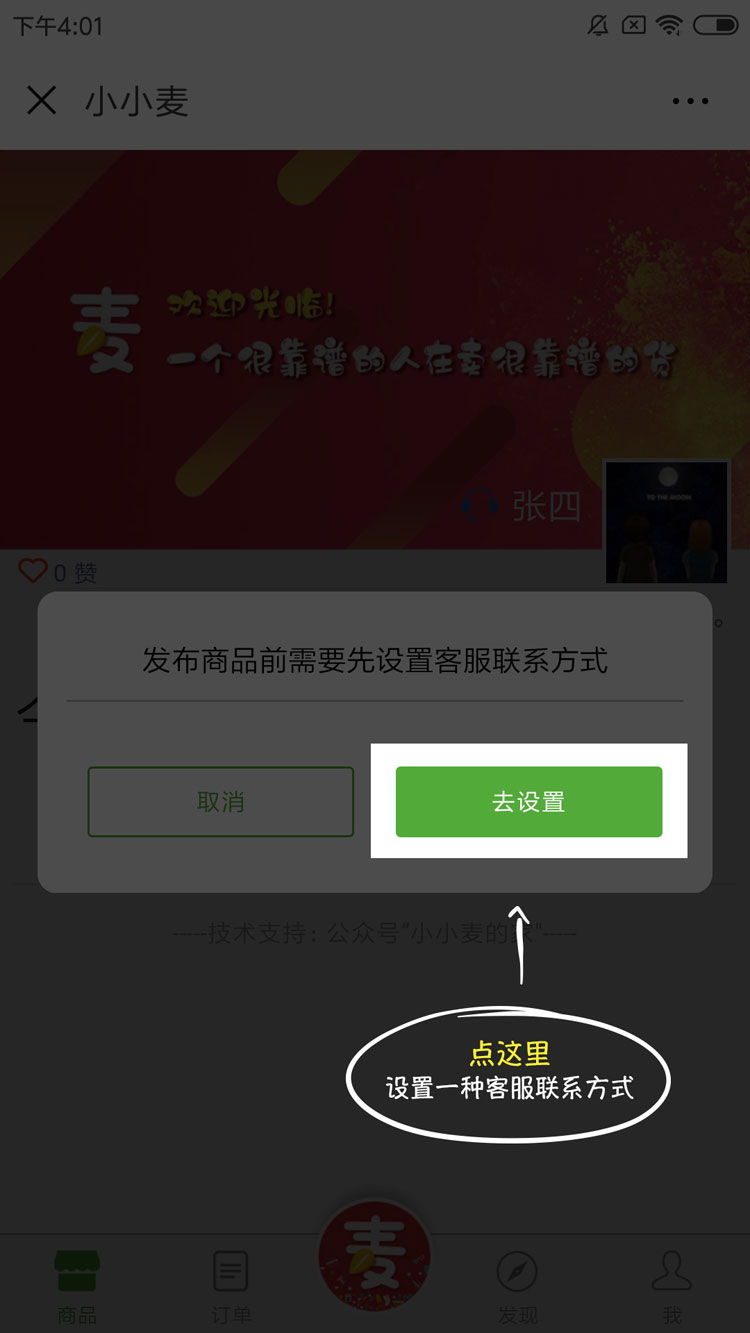 下午4:01
小小麦
麦
欢迎光临!
一个很靠谱的人在卖很靠谱的货
张四
TO THE MOON
0 赞
发布商品前需要先设置客服联系方式
取消
去设置
-----技术支持：公众号"小小麦的家"-----
点这里
设置一种客服联系方式
麦
商品
订单
发现
我